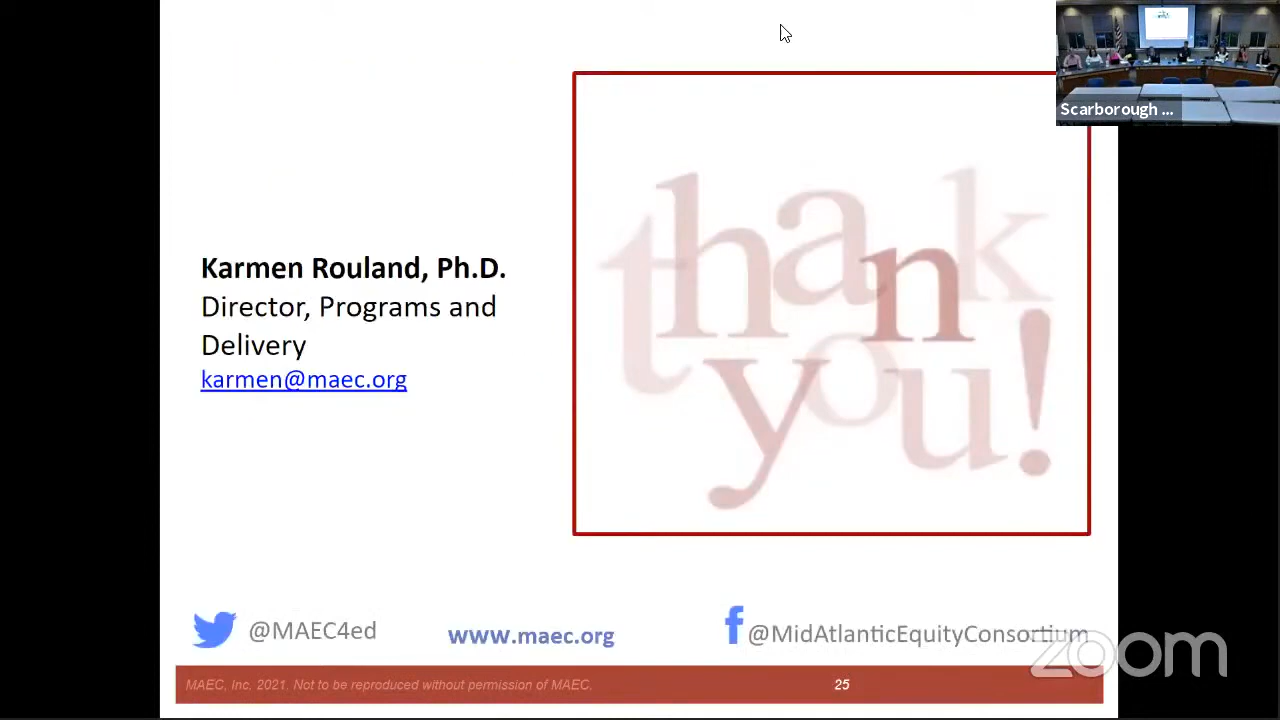 Scarborough ...
thank
you!
Karmen Rouland, Ph.D.
Director, Programs and
Delivery
karmen@maec.org
@MAEC4ed
www.maec.org
@MidAtlanticEquityConsortium
zoom
MAEC, Inc. 2021. Not to be reproduced without permission of MAEC.
25